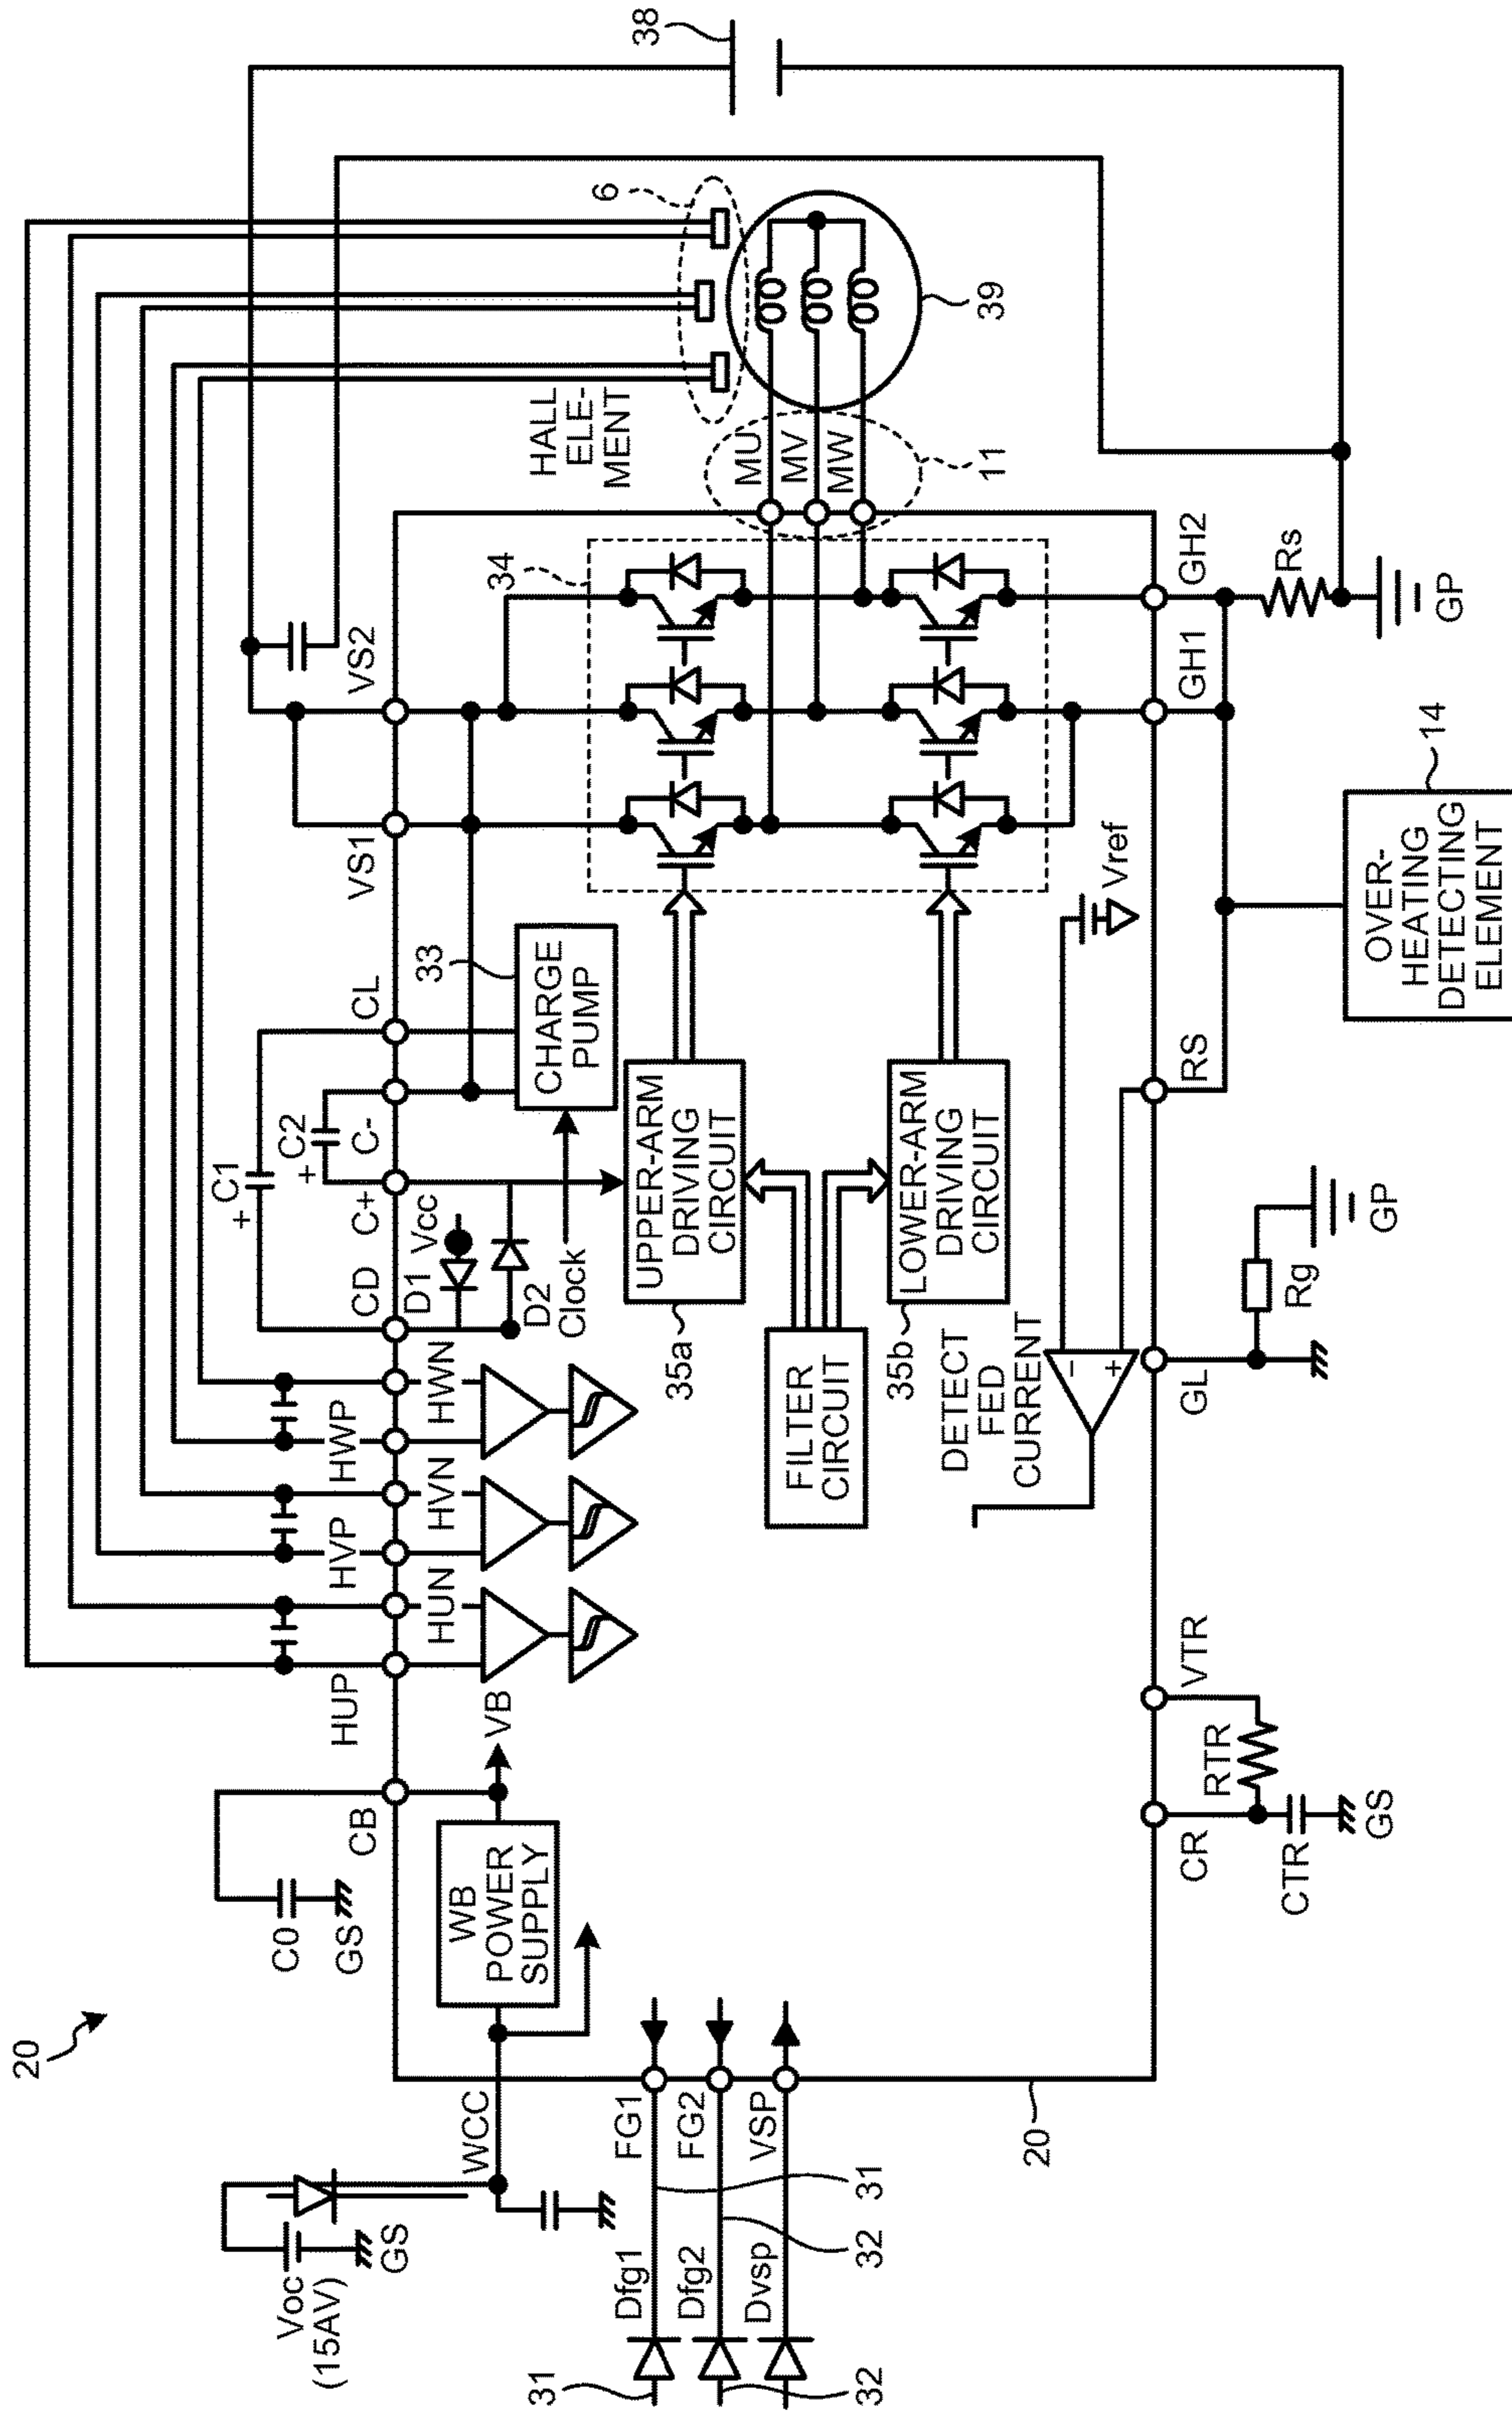 20
Voc
(15AV)
GS
WCC
C0
GS
CB
WB
POWER
SUPPLY
VB
HUP
HUN
HVP
HVN
HWP
HWN
CD
C+
C-
CL
C1
+
C2
+
D1
Vcc
D2
Clock
CHARGE
PUMP
33
VS1
VS2
34
38
6
HALL
ELE-
MENT
MU
MV
MW
11
39
UPPER-ARM
DRIVING
CIRCUIT
35a
FILTER
CIRCUIT
LOWER-ARM
DRIVING
CIRCUIT
35b
DETECT
FED
CURRENT
−
+
Vref
31
Dfg1
FG1
31
32
Dfg2
FG2
32
Dvsp
VSP
20
CR
VTR
RTR
CTR
GS
GL
Rg
GP
RS
GH1
GH2
Rs
GP
OVER-
HEATING
DETECTING
ELEMENT
14